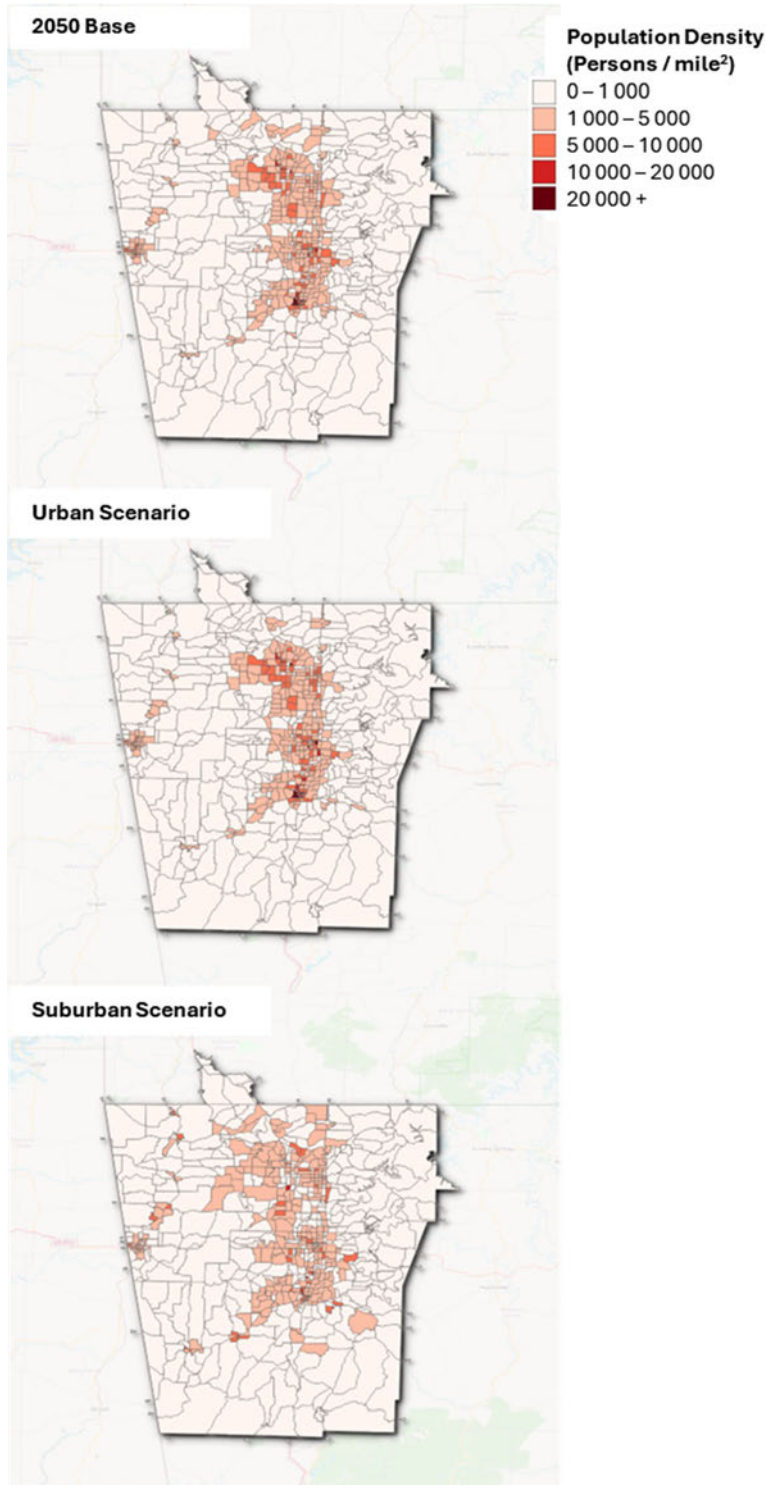 2050 Base
Population Density
(Persons / mile²)
0 – 1 000
1 000 – 5 000
5 000 – 10 000
10 000 – 20 000
20 000 +
Urban Scenario
Suburban Scenario